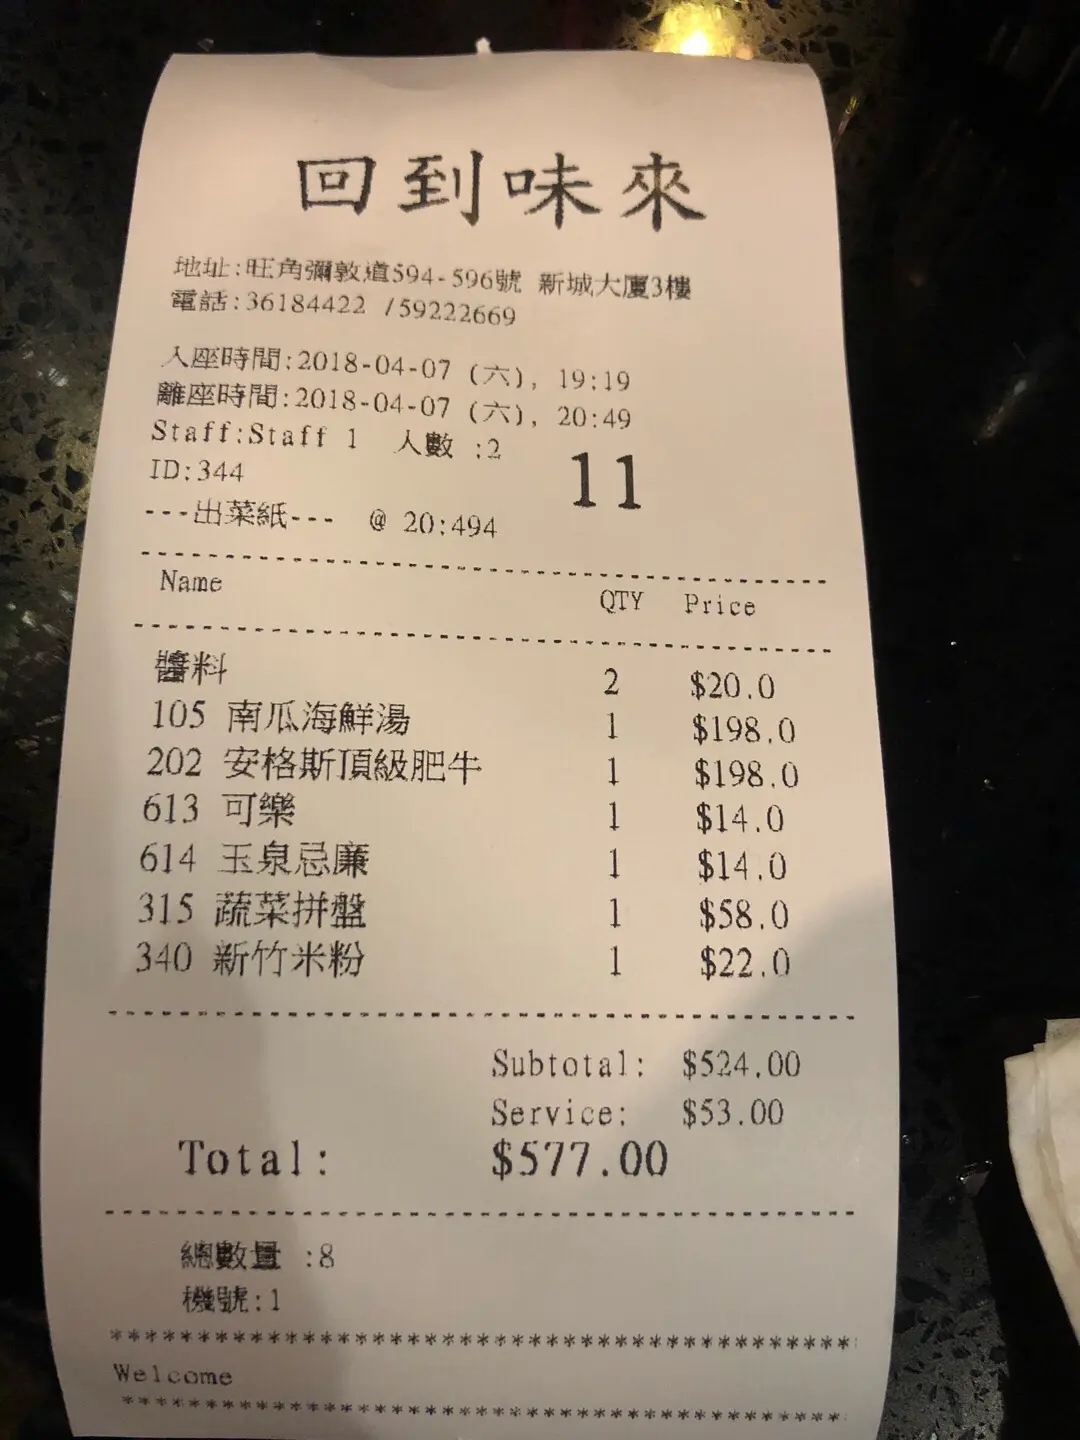 回到味來
地址:旺角彌敦道594-596號 新城大廈3樓
電話:36184422 /59222669
入座時間:2018-04-07 (六), 19:19
離座時間:2018-04-07 (六), 20:49
Staff:Staff 1 人數 :2
ID:344
11
---出菜紙--- @ 20:494
Name QTY Price
醬料 2 $20.0
105 南瓜海鮮湯 1 $198.0
202 安格斯頂級肥牛 1 $198.0
613 可樂 1 $14.0
614 玉泉忌廉 1 $14.0
315 蔬菜拼盤 1 $58.0
340 新竹米粉 1 $22.0
Subtotal: $524.00
Service: $53.00
Total: $577.00
總數量 :8
機號:1
Welcome